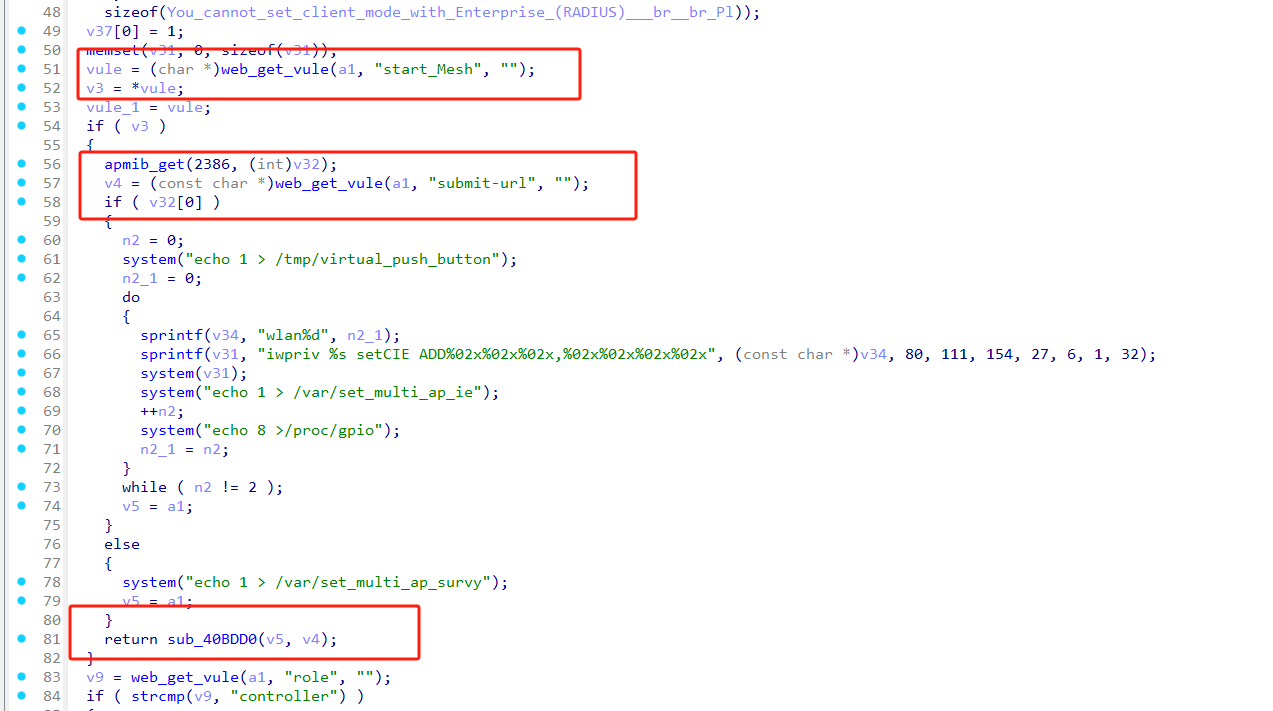 48 sizeof(You_cannot_set_client_mode_with_Enterprise_(RADIUS)___br__br_Pl));
49 v37[0] = 1;
50 memset(v31, 0, sizeof(v31));
51 vule = (char *)web_get_vule(a1, "start_Mesh", "");
52 v3 = *vule;
53 vule_1 = vule;
54 if ( v3 )
55 {
56 apmib_get(2386, (int)v32);
57 v4 = (const char *)web_get_vule(a1, "submit-url", "");
58 if ( v32[0] )
59 {
60 n2 = 0;
61 system("echo 1 > /tmp/virtual_push_button");
62 n2_1 = 0;
63 do
64 {
65 sprintf(v34, "wlan%d", n2_1);
66 sprintf(v31, "iwpriv %s setCIE ADD%02x%02x%02x,%02x%02x%02x%02x", (const char *)v34, 80, 111, 154, 27, 6, 1, 32);
67 system(v31);
68 system("echo 1 > /var/set_multi_ap_ie");
69 ++n2;
70 system("echo 8 >/proc/gpio");
71 n2_1 = n2;
72 }
73 while ( n2 != 2 );
74 v5 = a1;
75 }
76 else
77 {
78 system("echo 1 > /var/set_multi_ap_survy");
79 v5 = a1;
80 }
81 return sub_40BDD0(v5, v4);
82 }
83 v9 = web_get_vule(a1, "role", "");
84 if ( strcmp(v9, "controller") )